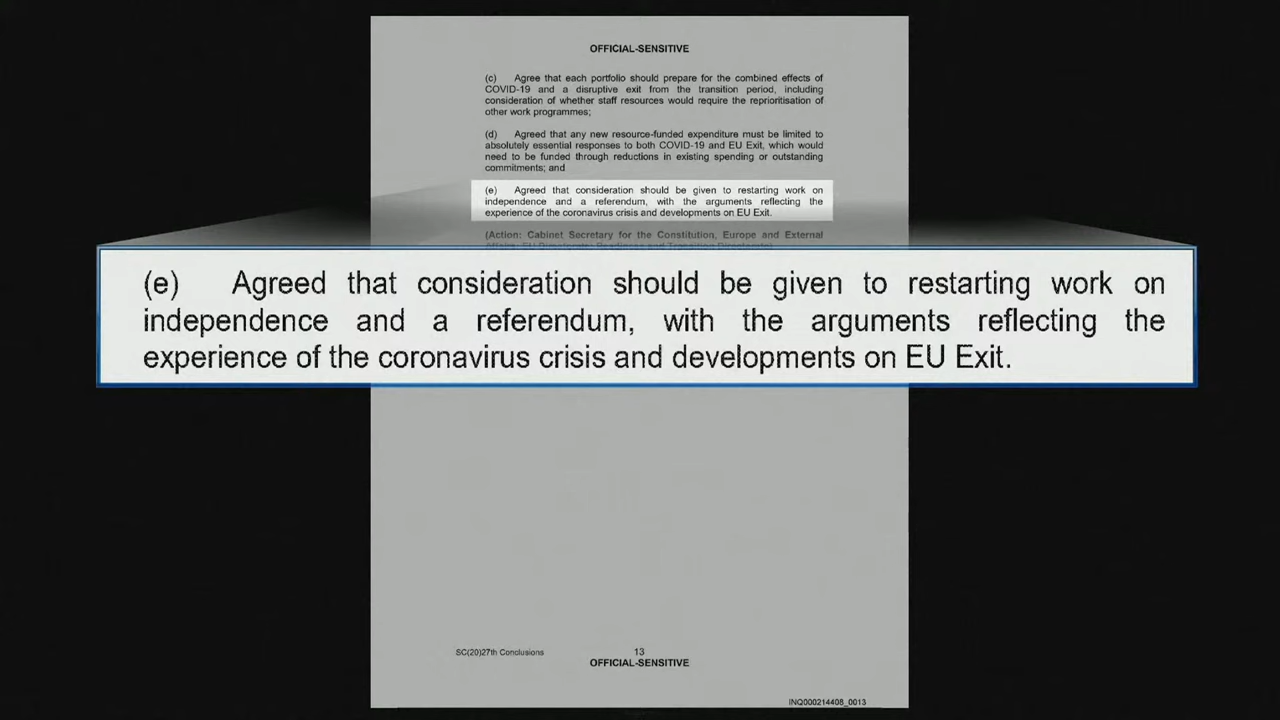 OFFICIAL-SENSITIVE
(c) Agree that each portfolio should prepare for the combined effects of
COVID-19 and a disruptive exit from the transition period, including
consideration of whether staff resources would require the reprioritisation of
other work programmes;
(d) Agreed that any new resource-funded expenditure must be limited to
absolutely essential responses to both COVID-19 and EU Exit, which would
need to be funded through reductions in existing spending or outstanding
commitments; and
(e) Agreed that consideration should be given to restarting work on
independence and a referendum, with the arguments reflecting the
experience of the coronavirus crisis and developments on EU Exit.
(Action: Cabinet Secretary for the Constitution, Europe and External
(e) Agreed that consideration should be given to restarting work on
independence and a referendum, with the arguments reflecting the
experience of the coronavirus crisis and developments on EU Exit.
SC(20)27th Conclusions
13
OFFICIAL-SENSITIVE
INQ000214408_0013